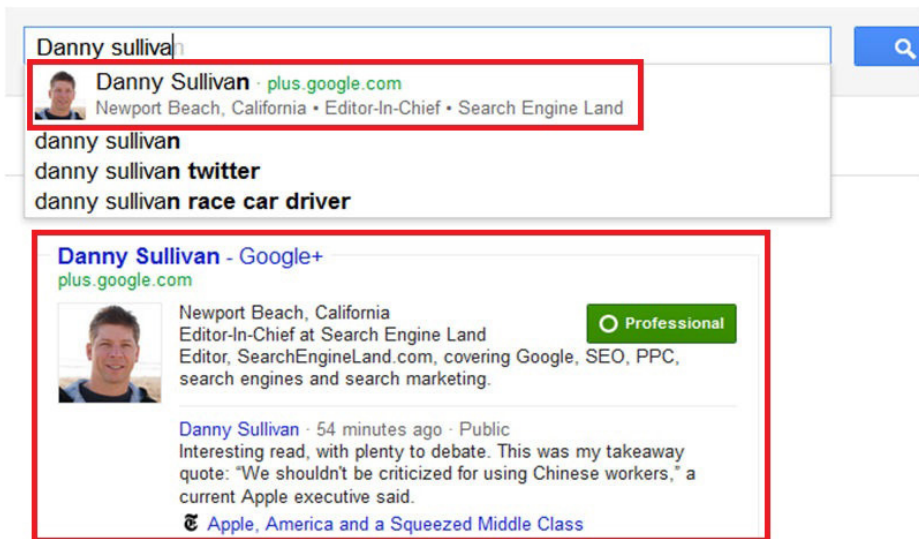 Danny sullivan
Danny Sullivan · plus.google.com
Newport Beach, California • Editor-In-Chief • Search Engine Land
danny sullivan
danny sullivan twitter
danny sullivan race car driver
Danny Sullivan - Google+
plus.google.com
Newport Beach, California
Editor-In-Chief at Search Engine Land
Professional
Editor, SearchEngineLand.com, covering Google, SEO, PPC,
search engines and search marketing.
Danny Sullivan · 54 minutes ago · Public
Interesting read, with plenty to debate. This was my takeaway
quote: “We shouldn't be criticized for using Chinese workers,” a
current Apple executive said.
Apple, America and a Squeezed Middle Class